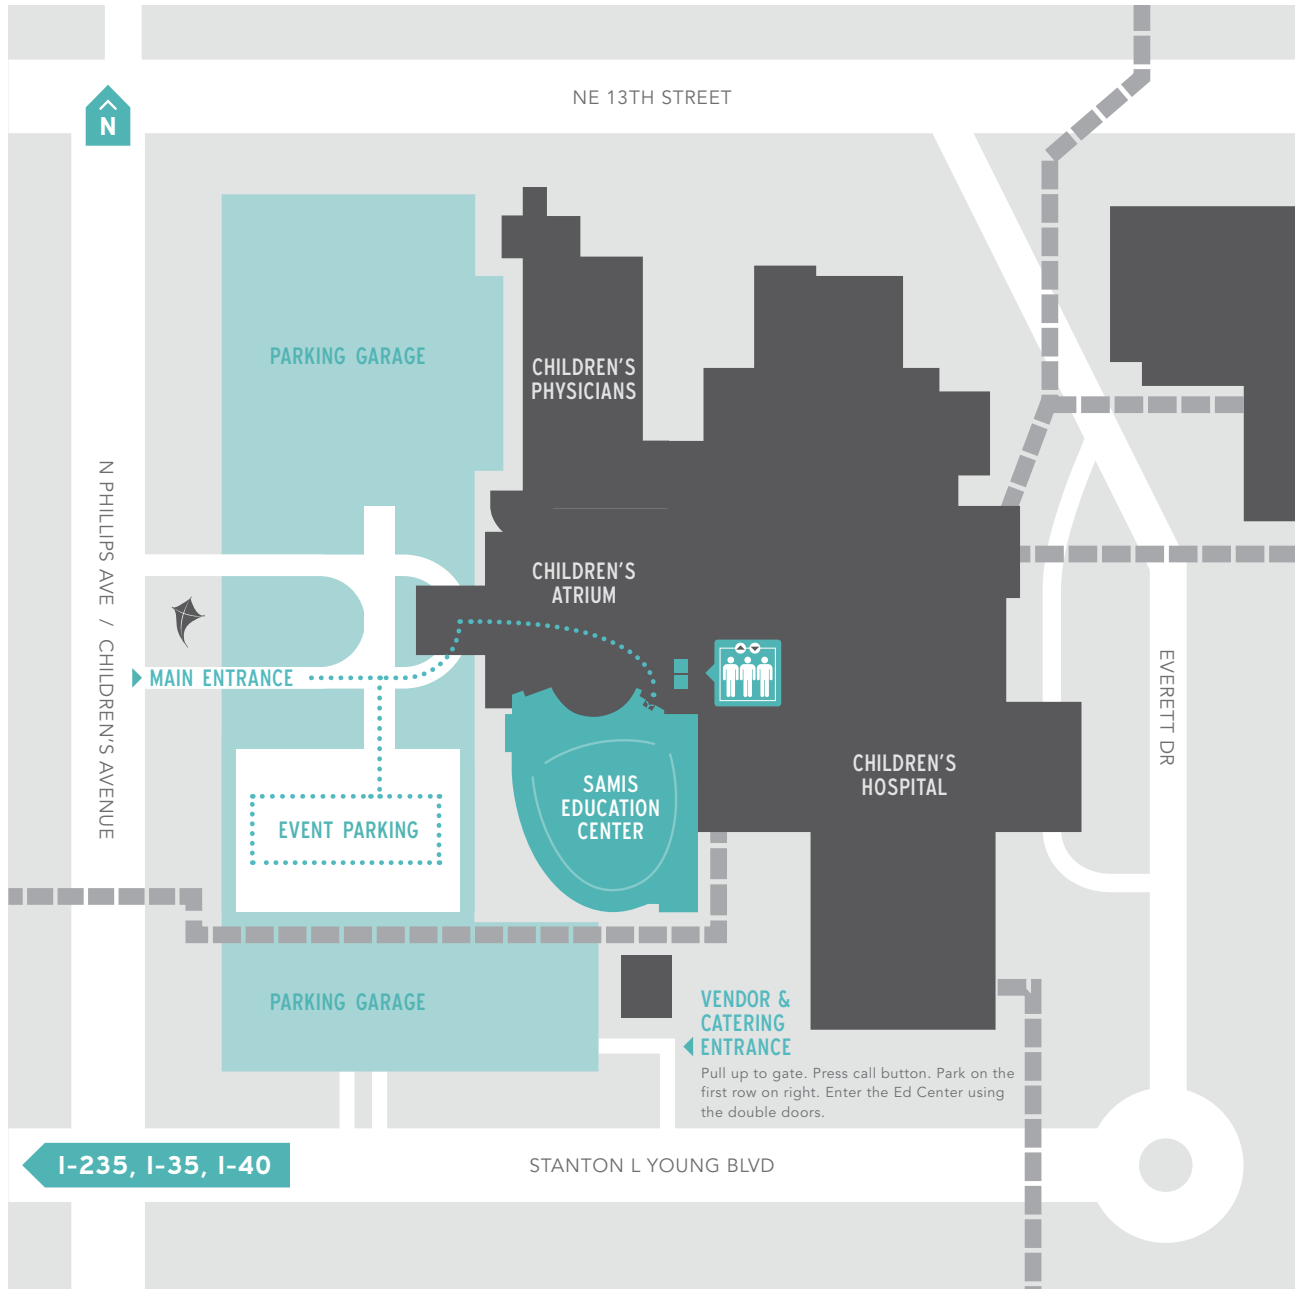 NE 13TH STREET
N
PARKING GARAGE
CHILDREN'S
PHYSICIANS
N PHILLIPS AVE / CHILDREN'S AVENUE
CHILDREN'S
ATRIUM
MAIN ENTRANCE
EVERETT DR
CHILDREN'S
HOSPITAL
SAMIS
EDUCATION
CENTER
EVENT PARKING
PARKING GARAGE
VENDOR &
CATERING
ENTRANCE
Pull up to gate. Press call button. Park on the
first row on right. Enter the Ed Center using
the double doors.
I-235, I-35, I-40
STANTON L YOUNG BLVD